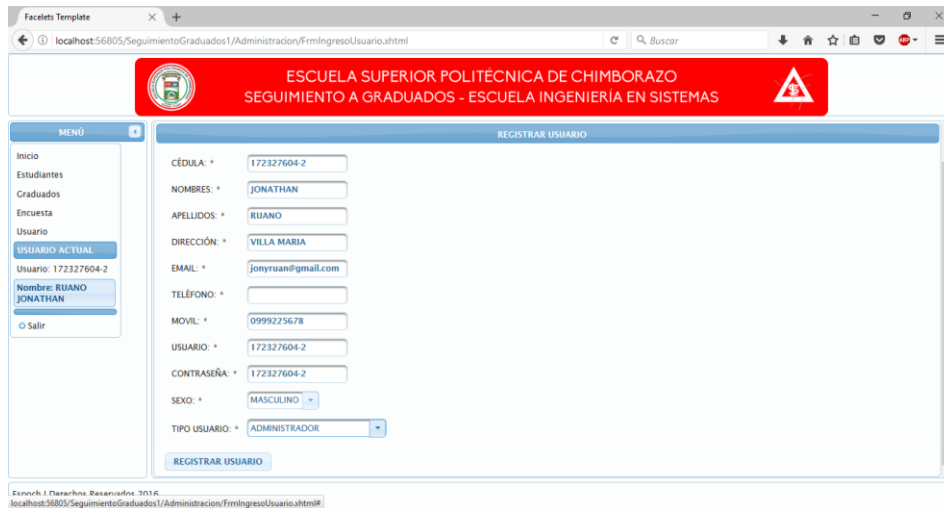 Facelets Template
localhost:56805/SeguimientoGraduados1/Administracion/FrmIngresoUsuario.xhtml
Buscar
ABP
ESCUELA SUPERIOR POLITÉCNICA DE CHIMBORAZO
SEGUIMIENTO A GRADUADOS - ESCUELA INGENIERÍA EN SISTEMAS
MENÚ
REGISTRAR USUARIO
Inicio
Estudiantes
Graduados
Encuesta
Usuario
USUARIO ACTUAL
Usuario: 172327604-2
Nombre: RUANO
JONATHAN
Salir
CÉDULA: * 172327604-2
NOMBRES: * JONATHAN
APELLIDOS: * RUANO
DIRECCIÓN: * VILLA MARIA
EMAIL: * jonyruan@gmail.com
TELÉFONO: *
MOVIL: * 0999225678
USUARIO: * 172327604-2
CONTRASEÑA: * 172327604-2
SEXO: * MASCULINO
TIPO USUARIO: * ADMINISTRADOR
REGISTRAR USUARIO
Espoch | Derechos Reservados 2016
localhost:56805/SeguimientoGraduados1/Administracion/FrmIngresoUsuario.xhtml#